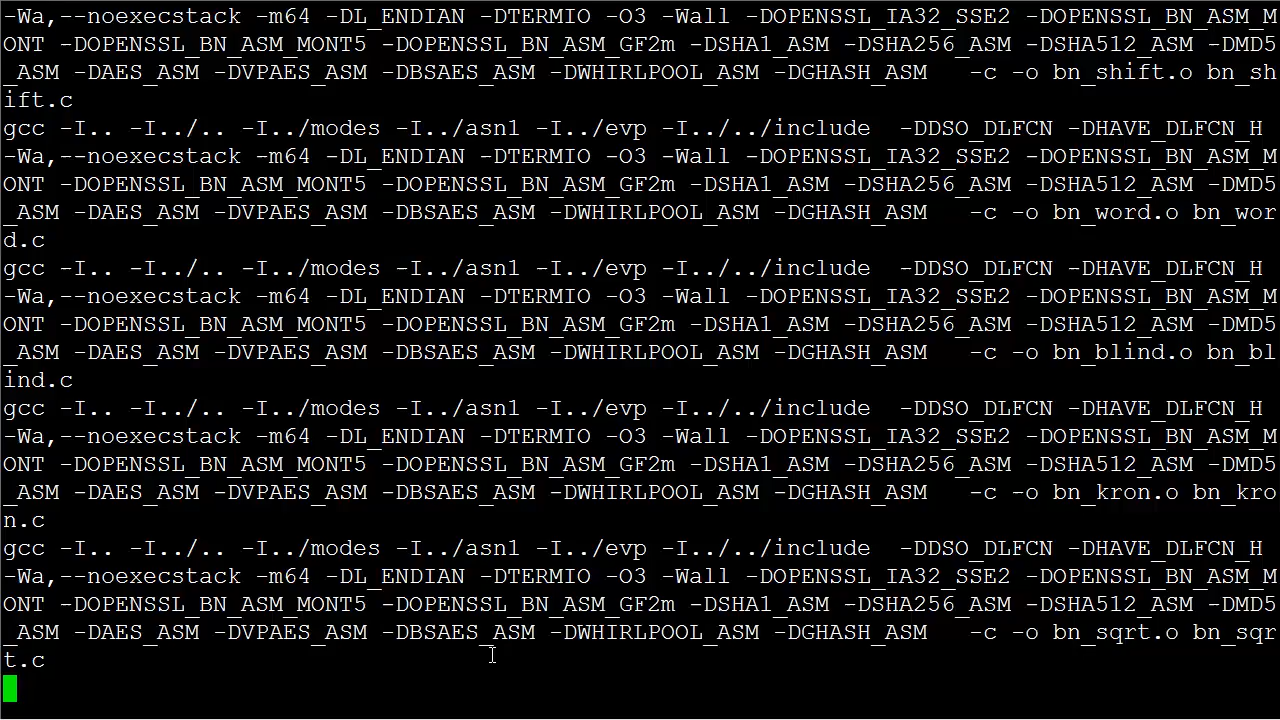 -Wa,--noexecstack -m64 -DL_ENDIAN -DTERMIO -O3 -Wall -DOPENSSL_IA32_SSE2 -DOPENSSL_BN_ASM_M
ONT -DOPENSSL_BN_ASM_MONT5 -DOPENSSL_BN_ASM_GF2m -DSHA1_ASM -DSHA256_ASM -DSHA512_ASM -DMD5
_ASM -DAES_ASM -DVPAES_ASM -DBSAES_ASM -DWHIRLPOOL_ASM -DGHASH_ASM   -c -o bn_shift.o bn_sh
ift.c
gcc -I.. -I../.. -I../modes -I../asn1 -I../evp -I../../include  -DDSO_DLFCN -DHAVE_DLFCN_H
-Wa,--noexecstack -m64 -DL_ENDIAN -DTERMIO -O3 -Wall -DOPENSSL_IA32_SSE2 -DOPENSSL_BN_ASM_M
ONT -DOPENSSL_BN_ASM_MONT5 -DOPENSSL_BN_ASM_GF2m -DSHA1_ASM -DSHA256_ASM -DSHA512_ASM -DMD5
_ASM -DAES_ASM -DVPAES_ASM -DBSAES_ASM -DWHIRLPOOL_ASM -DGHASH_ASM   -c -o bn_word.o bn_wor
d.c
gcc -I.. -I../.. -I../modes -I../asn1 -I../evp -I../../include  -DDSO_DLFCN -DHAVE_DLFCN_H
-Wa,--noexecstack -m64 -DL_ENDIAN -DTERMIO -O3 -Wall -DOPENSSL_IA32_SSE2 -DOPENSSL_BN_ASM_M
ONT -DOPENSSL_BN_ASM_MONT5 -DOPENSSL_BN_ASM_GF2m -DSHA1_ASM -DSHA256_ASM -DSHA512_ASM -DMD5
_ASM -DAES_ASM -DVPAES_ASM -DBSAES_ASM -DWHIRLPOOL_ASM -DGHASH_ASM   -c -o bn_blind.o bn_bl
ind.c
gcc -I.. -I../.. -I../modes -I../asn1 -I../evp -I../../include  -DDSO_DLFCN -DHAVE_DLFCN_H
-Wa,--noexecstack -m64 -DL_ENDIAN -DTERMIO -O3 -Wall -DOPENSSL_IA32_SSE2 -DOPENSSL_BN_ASM_M
ONT -DOPENSSL_BN_ASM_MONT5 -DOPENSSL_BN_ASM_GF2m -DSHA1_ASM -DSHA256_ASM -DSHA512_ASM -DMD5
_ASM -DAES_ASM -DVPAES_ASM -DBSAES_ASM -DWHIRLPOOL_ASM -DGHASH_ASM   -c -o bn_kron.o bn_kro
n.c
gcc -I.. -I../.. -I../modes -I../asn1 -I../evp -I../../include  -DDSO_DLFCN -DHAVE_DLFCN_H
-Wa,--noexecstack -m64 -DL_ENDIAN -DTERMIO -O3 -Wall -DOPENSSL_IA32_SSE2 -DOPENSSL_BN_ASM_M
ONT -DOPENSSL_BN_ASM_MONT5 -DOPENSSL_BN_ASM_GF2m -DSHA1_ASM -DSHA256_ASM -DSHA512_ASM -DMD5
_ASM -DAES_ASM -DVPAES_ASM -DBSAES_ASM -DWHIRLPOOL_ASM -DGHASH_ASM   -c -o bn_sqrt.o bn_sqr
t.c